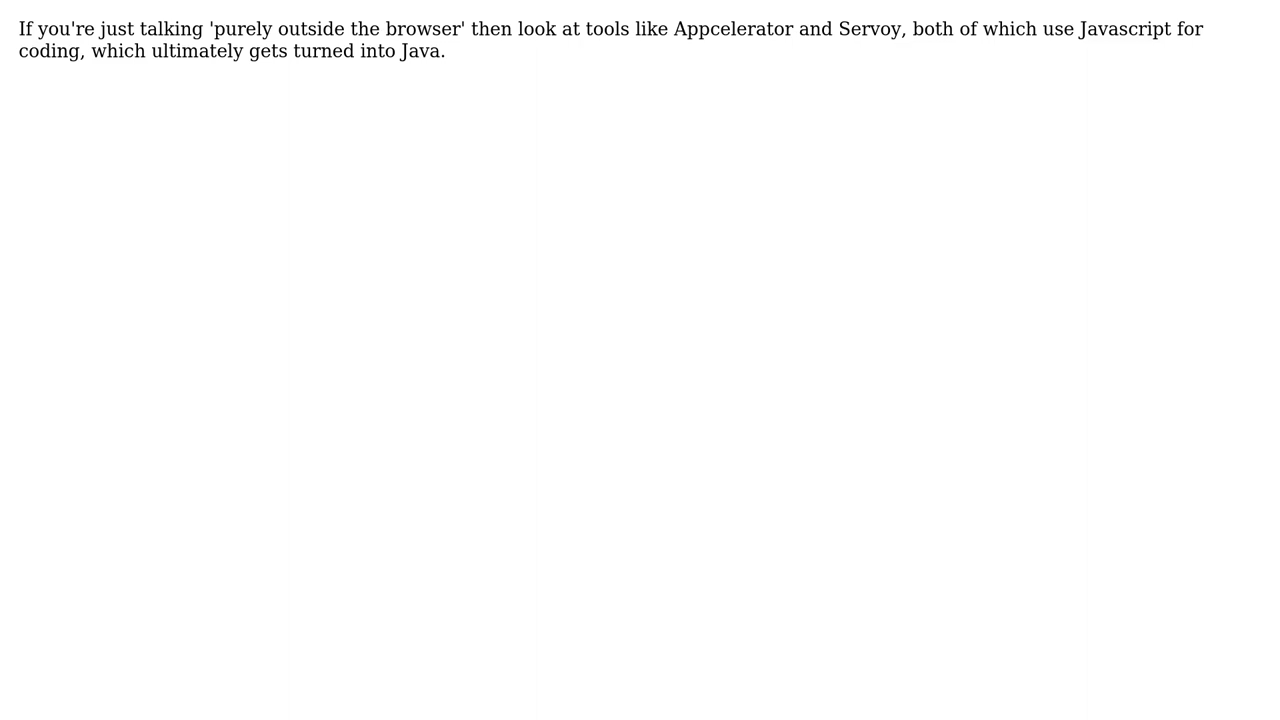 If you're just talking 'purely outside the browser' then look at tools like Appcelerator and Servoy, both of which use Javascript for
coding, which ultimately gets turned into Java.